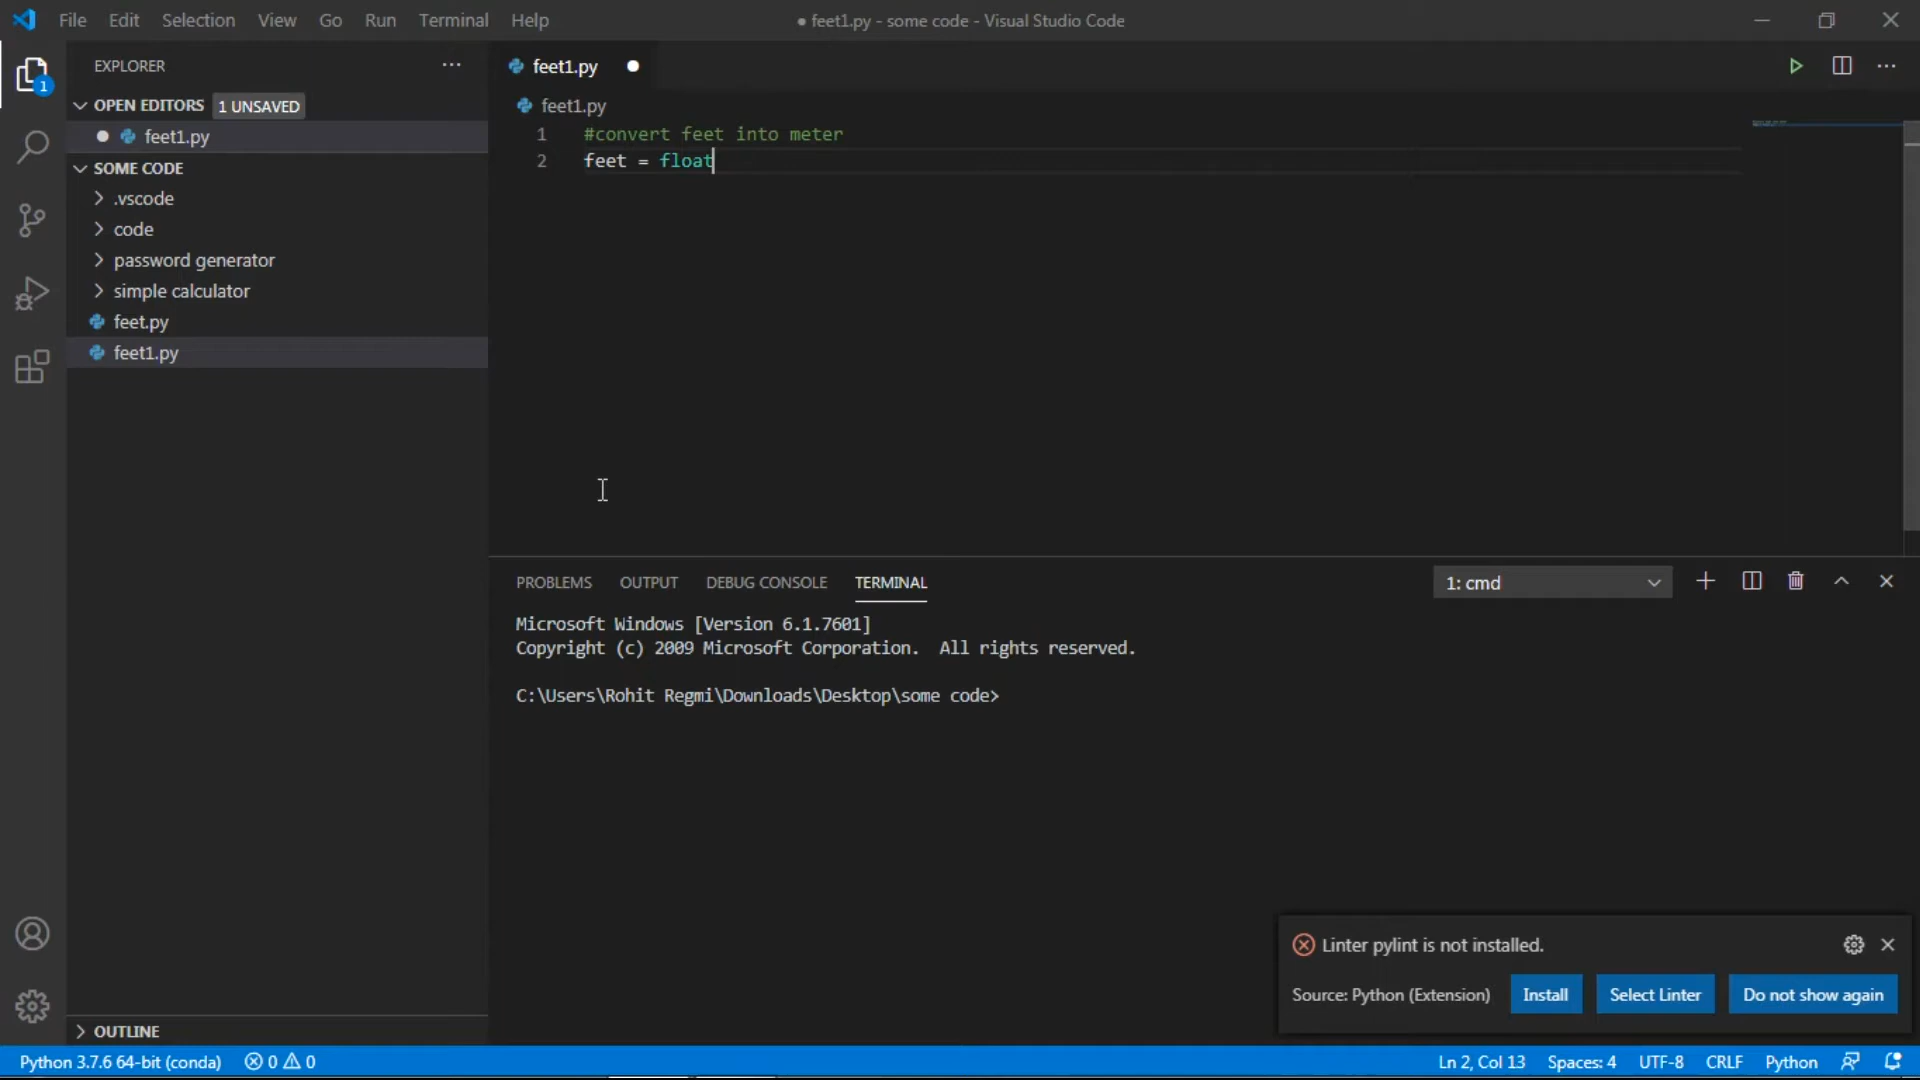 File Edit Selection View Go Run Terminal Help
● feet1.py - some code - Visual Studio Code
EXPLORER
1
OPEN EDITORS 1 UNSAVED
feet1.py
SOME CODE
.vscode
code
password generator
simple calculator
feet.py
feet1.py
OUTLINE
feet1.py
feet1.py
1 #convert feet into meter
2 feet = float
PROBLEMS OUTPUT DEBUG CONSOLE TERMINAL
1: cmd
Microsoft Windows [Version 6.1.7601]
Copyright (c) 2009 Microsoft Corporation. All rights reserved.
C:\Users\Rohit Regmi\Downloads\Desktop\some code>
Linter pylint is not installed.
Source: Python (Extension) Install Select Linter Do not show again
Python 3.7.6 64-bit (conda) 0 0 Ln 2, Col 13 Spaces: 4 UTF-8 CRLF Python